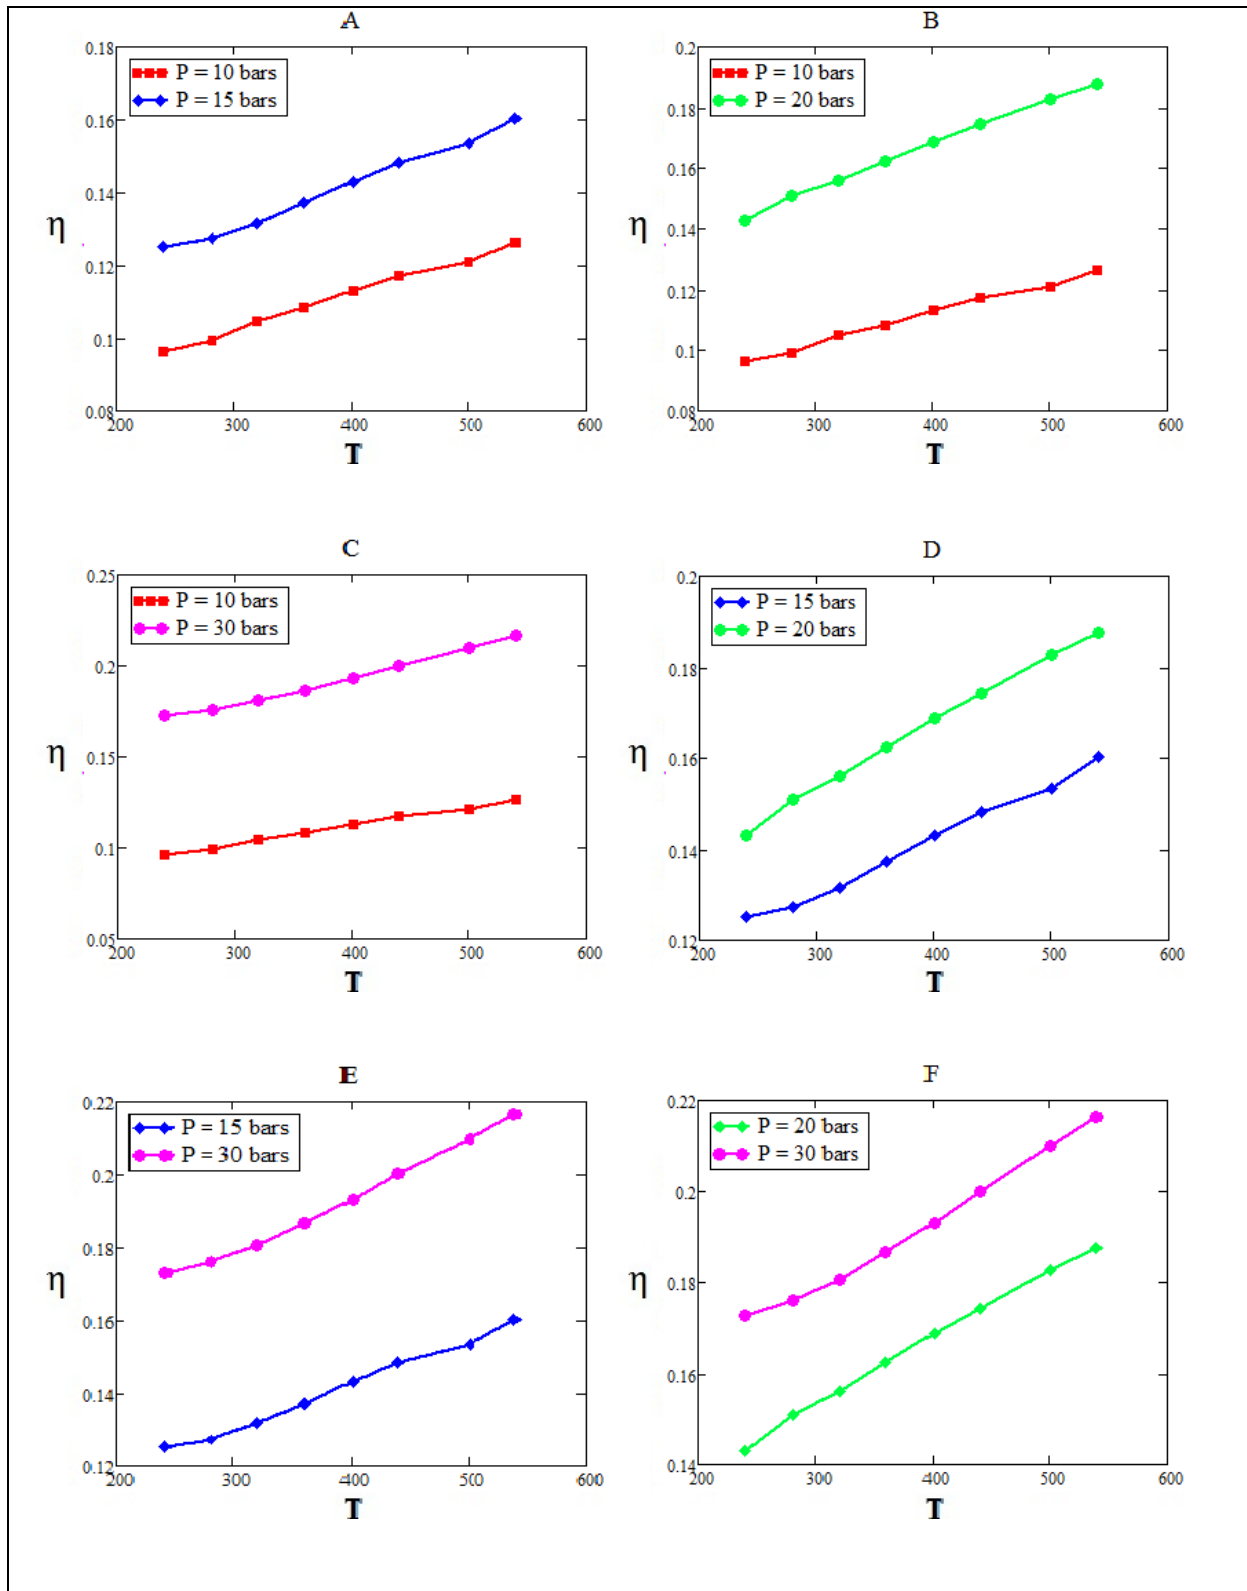 A
0.18
0.16
0.14
0.12
0.1
0.08
P = 10 bars
P = 15 bars
η
200 300 400 500 600
T
B
0.2
0.18
0.16
0.14
0.12
0.1
0.08
P = 10 bars
P = 20 bars
η
200 300 400 500 600
T
C
0.25
0.2
0.15
0.1
0.05
P = 10 bars
P = 30 bars
η
200 300 400 500 600
T
D
0.2
0.18
0.16
0.14
0.12
P = 15 bars
P = 20 bars
η
200 300 400 500 600
T
E
0.22
0.2
0.18
0.16
0.14
0.12
P = 15 bars
P = 30 bars
η
200 300 400 500 600
T
F
0.22
0.2
0.18
0.16
0.14
P = 20 bars
P = 30 bars
η
200 300 400 500 600
T